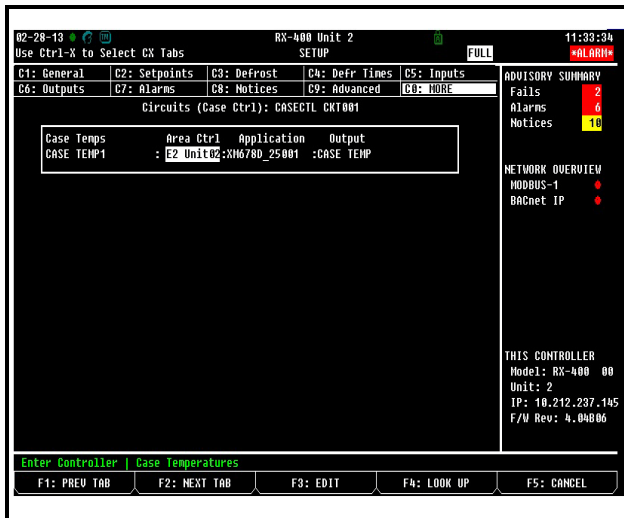 02-28-13 RX-400 Unit 2 11:33:34
Use Ctrl-X to Select CX Tabs SETUP FULL *ALARM*
C1: General C2: Setpoints C3: Defrost C4: Defr Times C5: Inputs
C6: Outputs C7: Alarms C8: Notices C9: Advanced C0: MORE
Circuits (Case Ctrl): CASECTL CKT001
Case Temps Area Ctrl Application Output
CASE TEMP1 : E2 Unit02:XM678D_25001 :CASE TEMP
ADVISORY SUMMARY
Fails 2
Alarms 6
Notices 10
NETWORK OVERVIEW
MODBUS-1
BACnet IP
THIS CONTROLLER
Model: RX-400 00
Unit: 2
IP: 10.212.237.145
F/W Rev: 4.04B06
Enter Controller | Case Temperatures
F1: PREV TAB F2: NEXT TAB F3: EDIT F4: LOOK UP F5: CANCEL